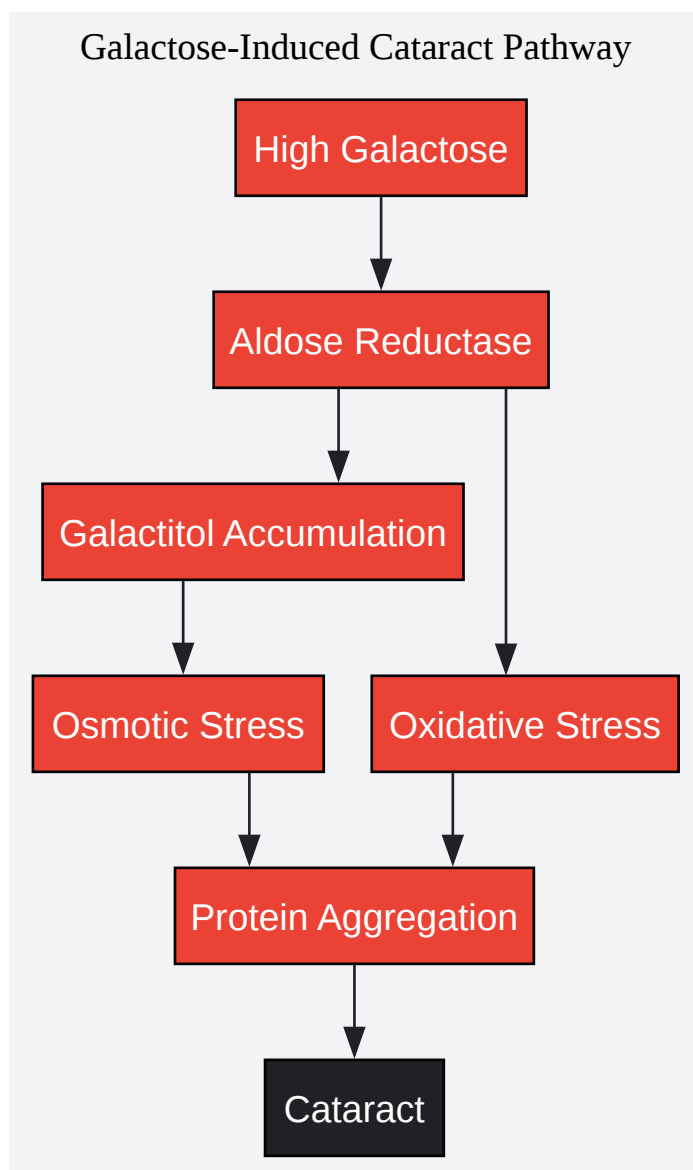 Galactose-Induced Cataract Pathway
High Galactose
Aldose Reductase
Galactitol Accumulation
Osmotic Stress
Oxidative Stress
Protein Aggregation
Cataract